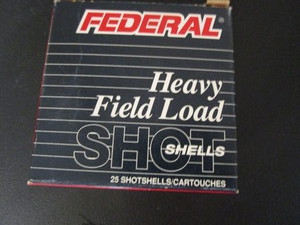 FEDERAL®
Heavy
Field Load
SHOT
SHELLS
25 SHOTSHELLS/CARTOUCHES